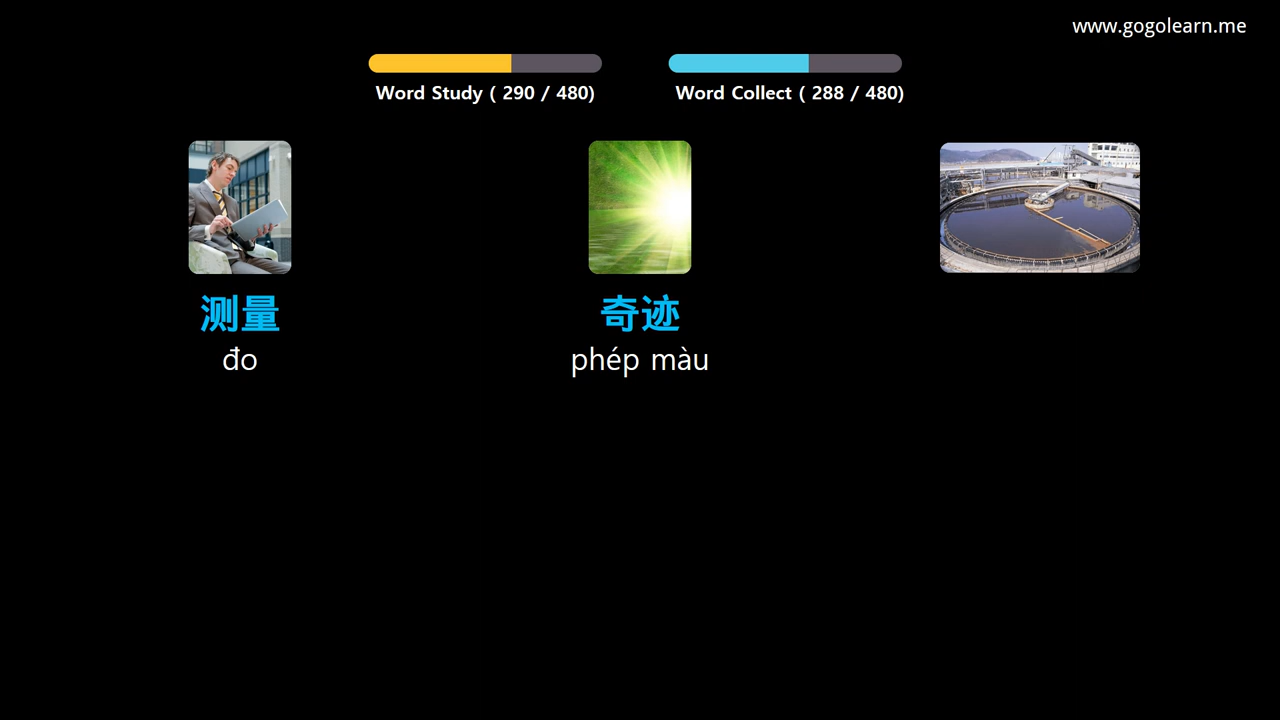 www.gogolearn.me
Word Study ( 290 / 480)
Word Collect ( 288 / 480)
测量
đo
奇迹
phép màu